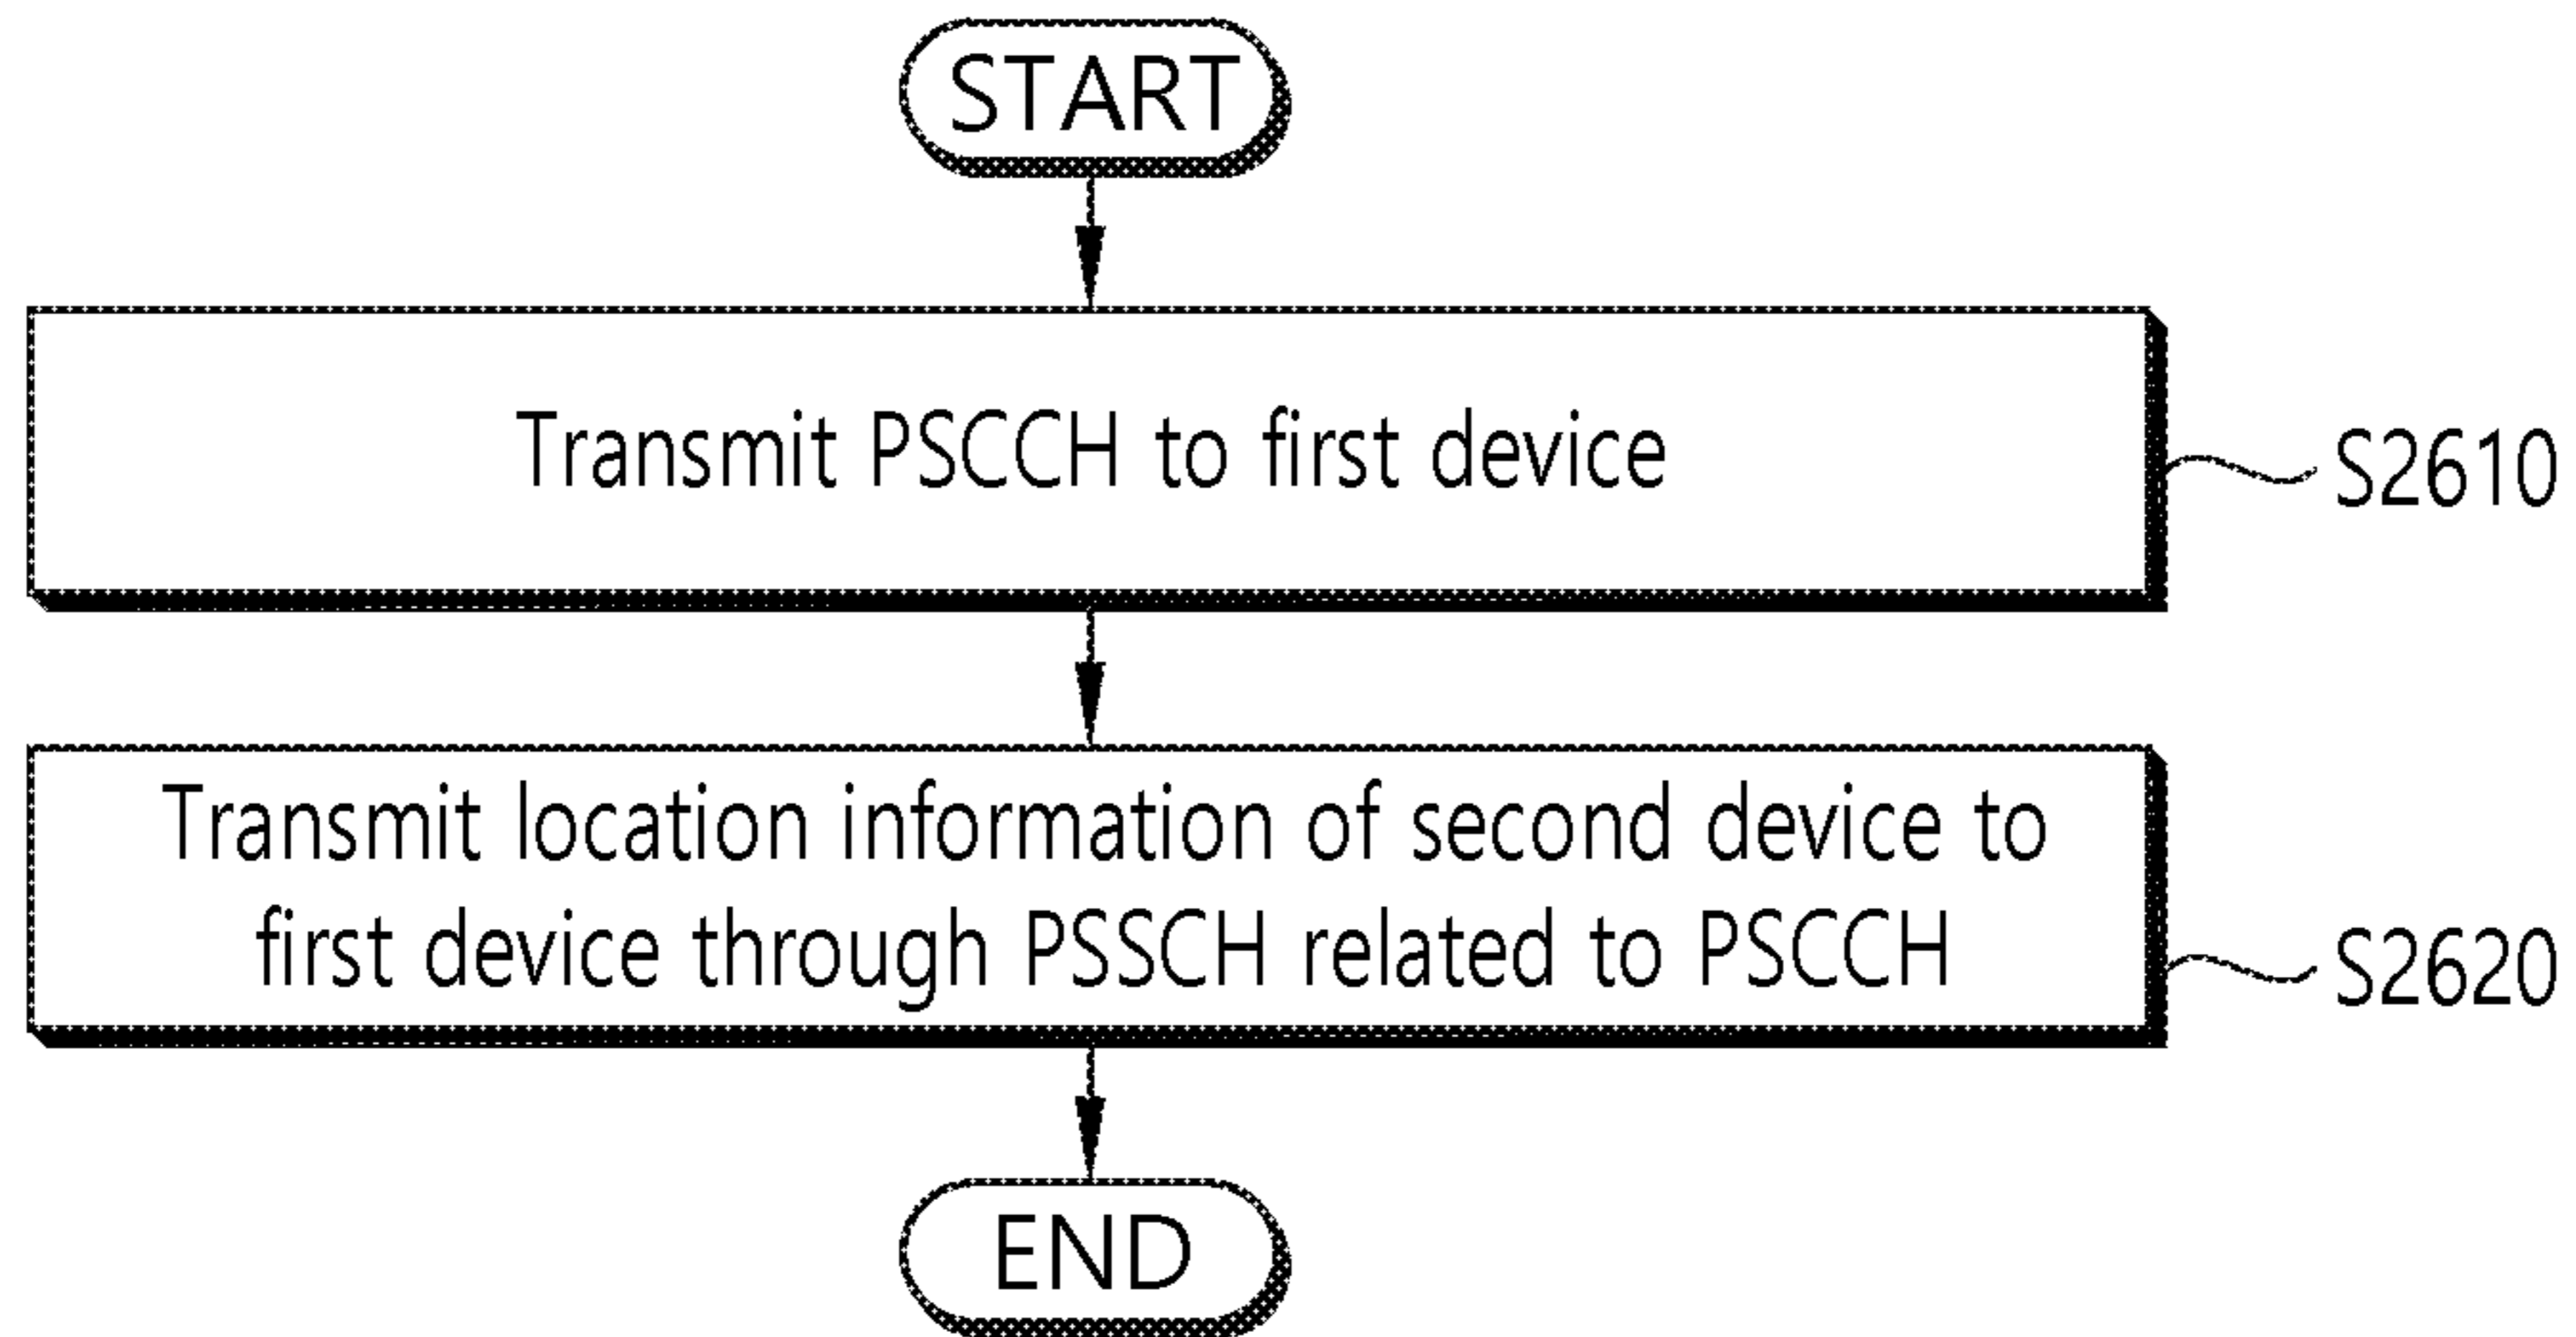 START
Transmit PSCCH to first device
S2610
Transmit location information of second device to
first device through PSSCH related to PSCCH
S2620
END